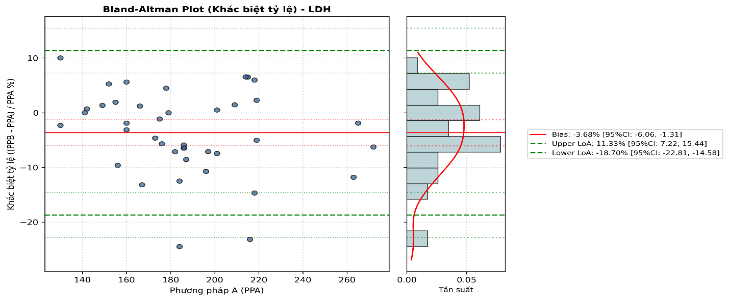 Bland-Altman Plot (Khác biệt tỷ lệ) - LDH
Khác biệt tỷ lệ ((PPB - PPA) / PPA %)
10
0
−10
−20
140
160
180
200
220
240
260
Phương pháp A (PPA)
0.00
0.05
Tần suất
Bias: -3.68% [95%CI: -6.06, -1.31]
Upper LoA: 11.33% [95%CI: 7.22, 15.44]
Lower LoA: -18.70% [95%CI: -22.81, -14.58]